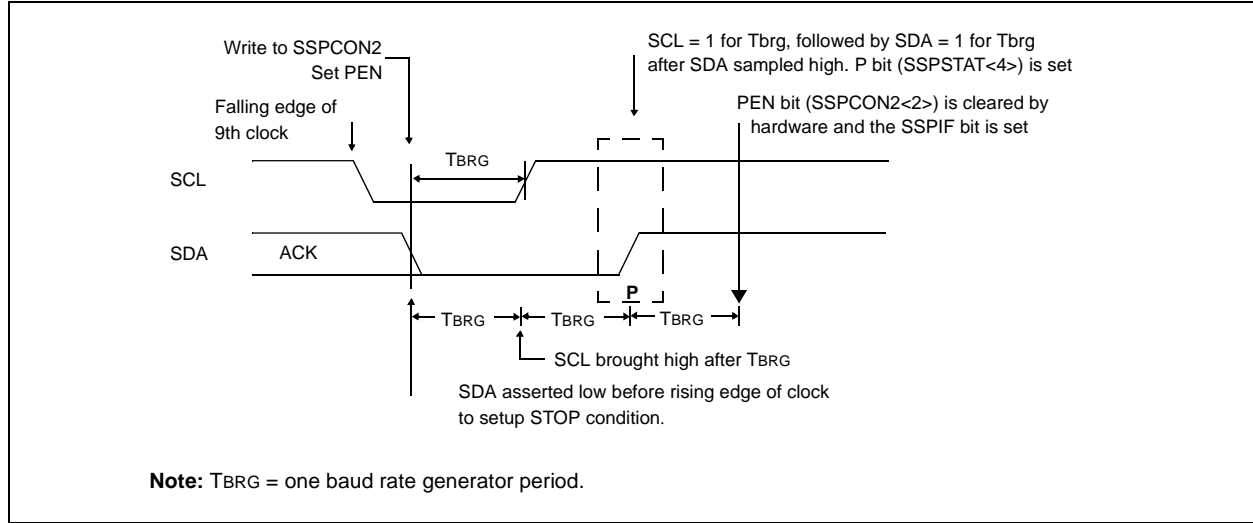 Write to SSPCON2
Set PEN
SCL = 1 for Tbrg, followed by SDA = 1 for Tbrg
after SDA sampled high. P bit (SSPSTAT<4>) is set
Falling edge of
9th clock
PEN bit (SSPCON2<2>) is cleared by
hardware and the SSPIF bit is set
TBRG
SCL
SDA
ACK
P
TBRG
TBRG
TBRG
SCL brought high after TBRG
SDA asserted low before rising edge of clock
to setup STOP condition.
Note: TBRG = one baud rate generator period.